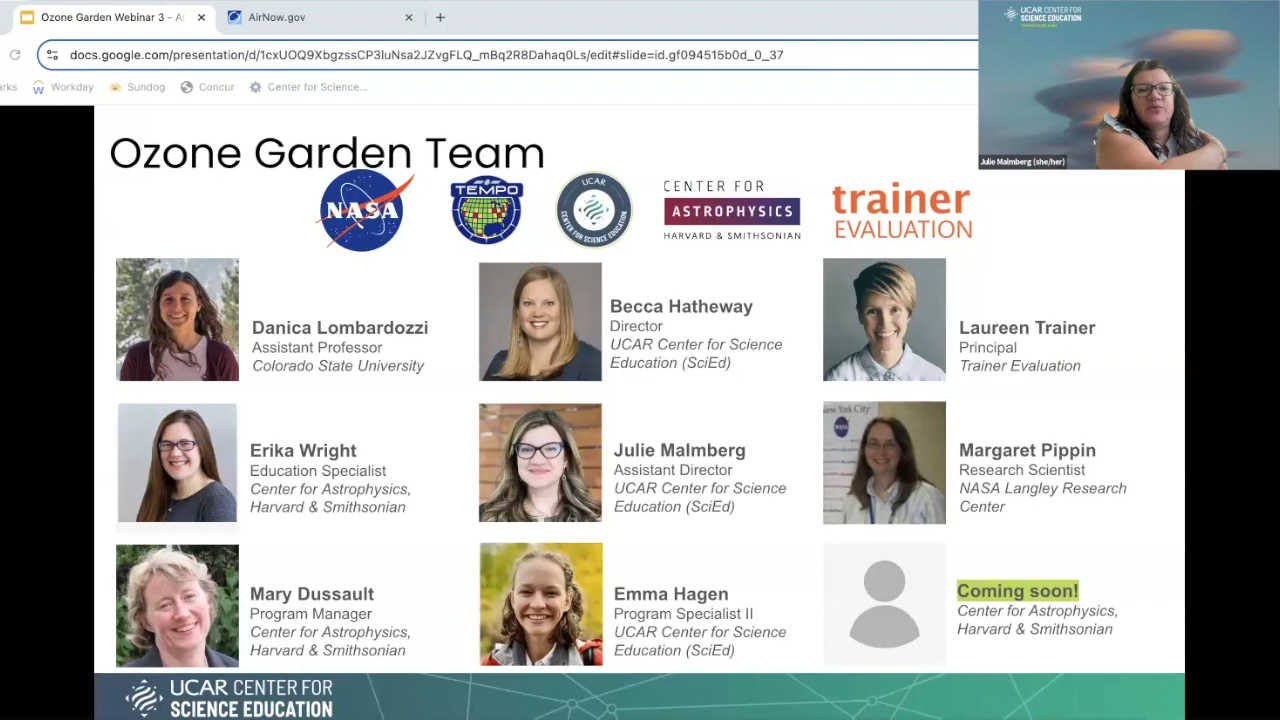 Ozone Garden Webinar 3 - Ac
AirNow.gov
docs.google.com/presentation/d/1cxUOQ9XbgzssCP3luNsa2JZvgFLQ_mBq2R8Dahaq0Ls/edit#slide=id.gf094515b0d_0_37
arks
Workday
Sundog
Concur
Center for Science...
UCAR CENTER FOR
SCIENCE EDUCATION
Julie Malmberg (she/her)
Ozone Garden Team
NASA
TEMPO
UCAR
CENTER FOR SCIENCE EDUCATION
CENTER FOR
ASTROPHYSICS
HARVARD & SMITHSONIAN
trainer
EVALUATION
Danica Lombardozzi
Assistant Professor
Colorado State University
Becca Hatheway
Director
UCAR Center for Science
Education (SciEd)
Laureen Trainer
Principal
Trainer Evaluation
Erika Wright
Education Specialist
Center for Astrophysics,
Harvard & Smithsonian
Julie Malmberg
Assistant Director
UCAR Center for Science
Education (SciEd)
New York City
Margaret Pippin
Research Scientist
NASA Langley Research
Center
Mary Dussault
Program Manager
Center for Astrophysics,
Harvard & Smithsonian
Emma Hagen
Program Specialist II
UCAR Center for Science
Education (SciEd)
Coming soon!
Center for Astrophysics,
Harvard & Smithsonian
UCAR CENTER FOR
SCIENCE EDUCATION